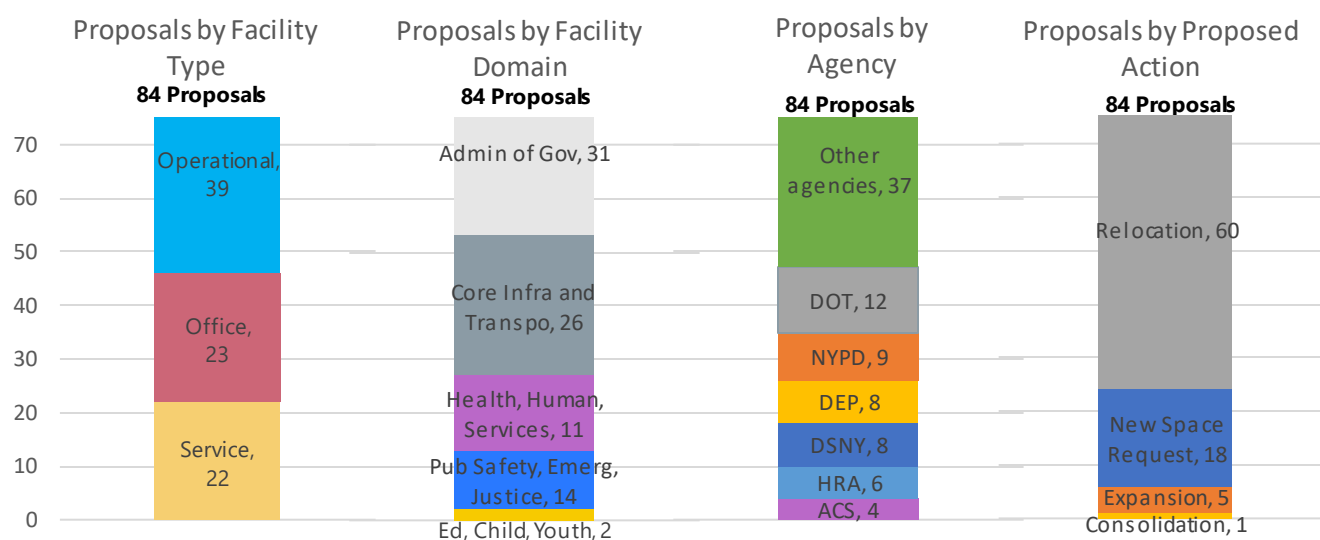 Proposals by Facility
Type
84 Proposals
Proposals by Facility
Domain
84 Proposals
Proposals by
Agency
84 Proposals
Proposals by Proposed
Action
84 Proposals
70
60
50
40
30
20
10
0
Operational,
39
Office,
23
Service,
22
Admin of Gov, 31
Core Infra and
Transpo, 26
Health, Human,
Services, 11
Pub Safety, Emerg,
Justice, 14
Ed, Child, Youth, 2
Other
agencies, 37
DOT, 12
NYPD, 9
DEP, 8
DSNY, 8
HRA, 6
ACS, 4
Relocation, 60
New Space
Request, 18
Expansion, 5
Consolidation, 1